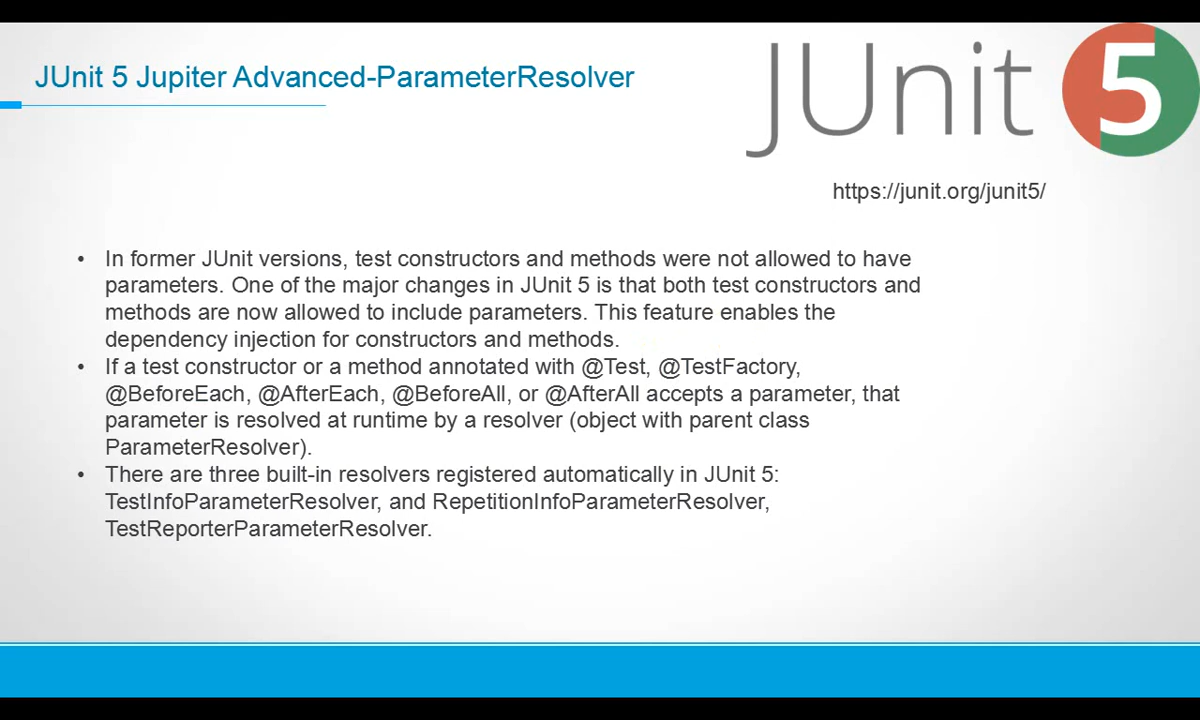 JUnit 5 Jupiter Advanced-ParameterResolver
JUnit 5
https://junit.org/junit5/
• In former JUnit versions, test constructors and methods were not allowed to have
parameters. One of the major changes in JUnit 5 is that both test constructors and
methods are now allowed to include parameters. This feature enables the
dependency injection for constructors and methods.
• If a test constructor or a method annotated with @Test, @TestFactory,
@BeforeEach, @AfterEach, @BeforeAll, or @AfterAll accepts a parameter, that
parameter is resolved at runtime by a resolver (object with parent class
ParameterResolver).
• There are three built-in resolvers registered automatically in JUnit 5:
TestInfoParameterResolver, and RepetitionInfoParameterResolver,
TestReporterParameterResolver.